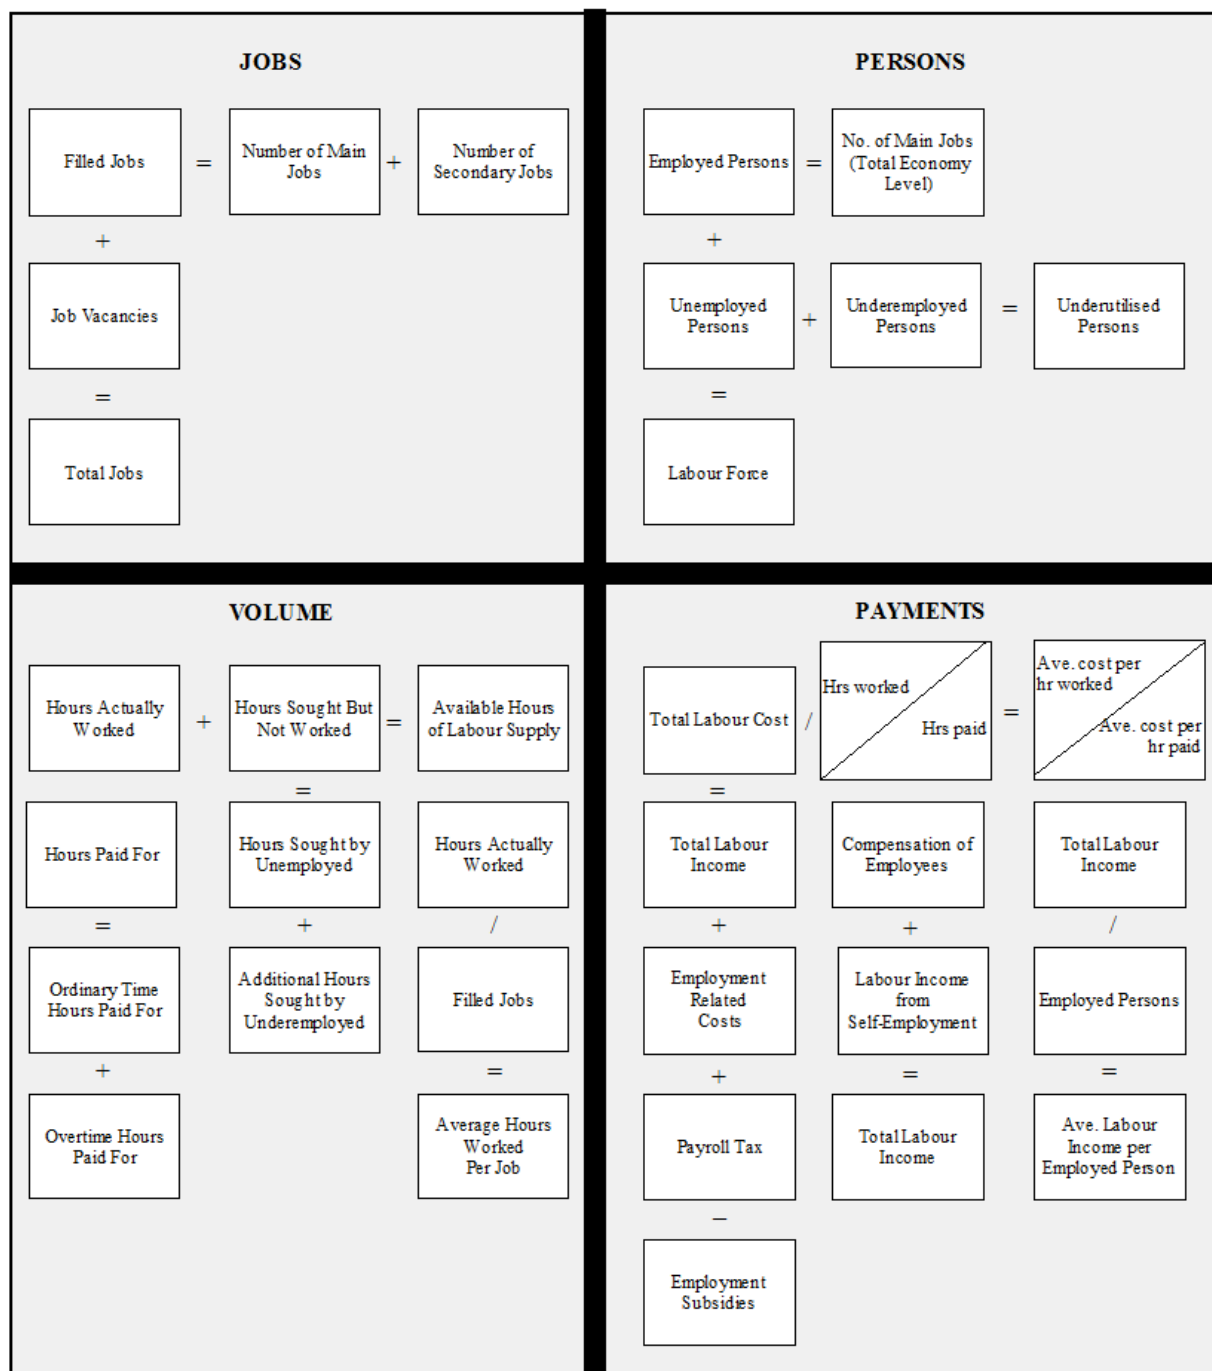 JOBS
Filled Jobs
=
Number of Main
Jobs
+
Number of
Secondary Jobs
+
Job Vacancies
=
Total Jobs
PERSONS
Employed Persons
=
No. of Main Jobs
(Total Economy
Level)
+
Unemployed
Persons
+
Underemployed
Persons
=
Underutilised
Persons
=
Labour Force
VOLUME
Hours Actually
Worked
+
Hours Sought But
Not Worked
=
Available Hours
of Labour Supply
=
Hours Paid For
Hours Sought by
Unemployed
Hours Actually
Worked
=
+
/
Ordinary Time
Hours Paid For
Additional Hours
Sought by
Underemployed
Filled Jobs
+
=
Overtime Hours
Paid For
Average Hours
Worked
Per Job
PAYMENTS
Total Labour Cost
/
Hrs worked
Hrs paid
=
Ave. cost per
hr worked
Ave. cost per
hr paid
=
Total Labour
Income
Compensation of
Employees
Total Labour
Income
+
+
/
Employment
Related
Costs
Labour Income
from
Self-Employment
Employed Persons
+
=
=
Payroll Tax
Total Labour
Income
Ave. Labour
Income per
Employed Person
–
Employment
Subsidies